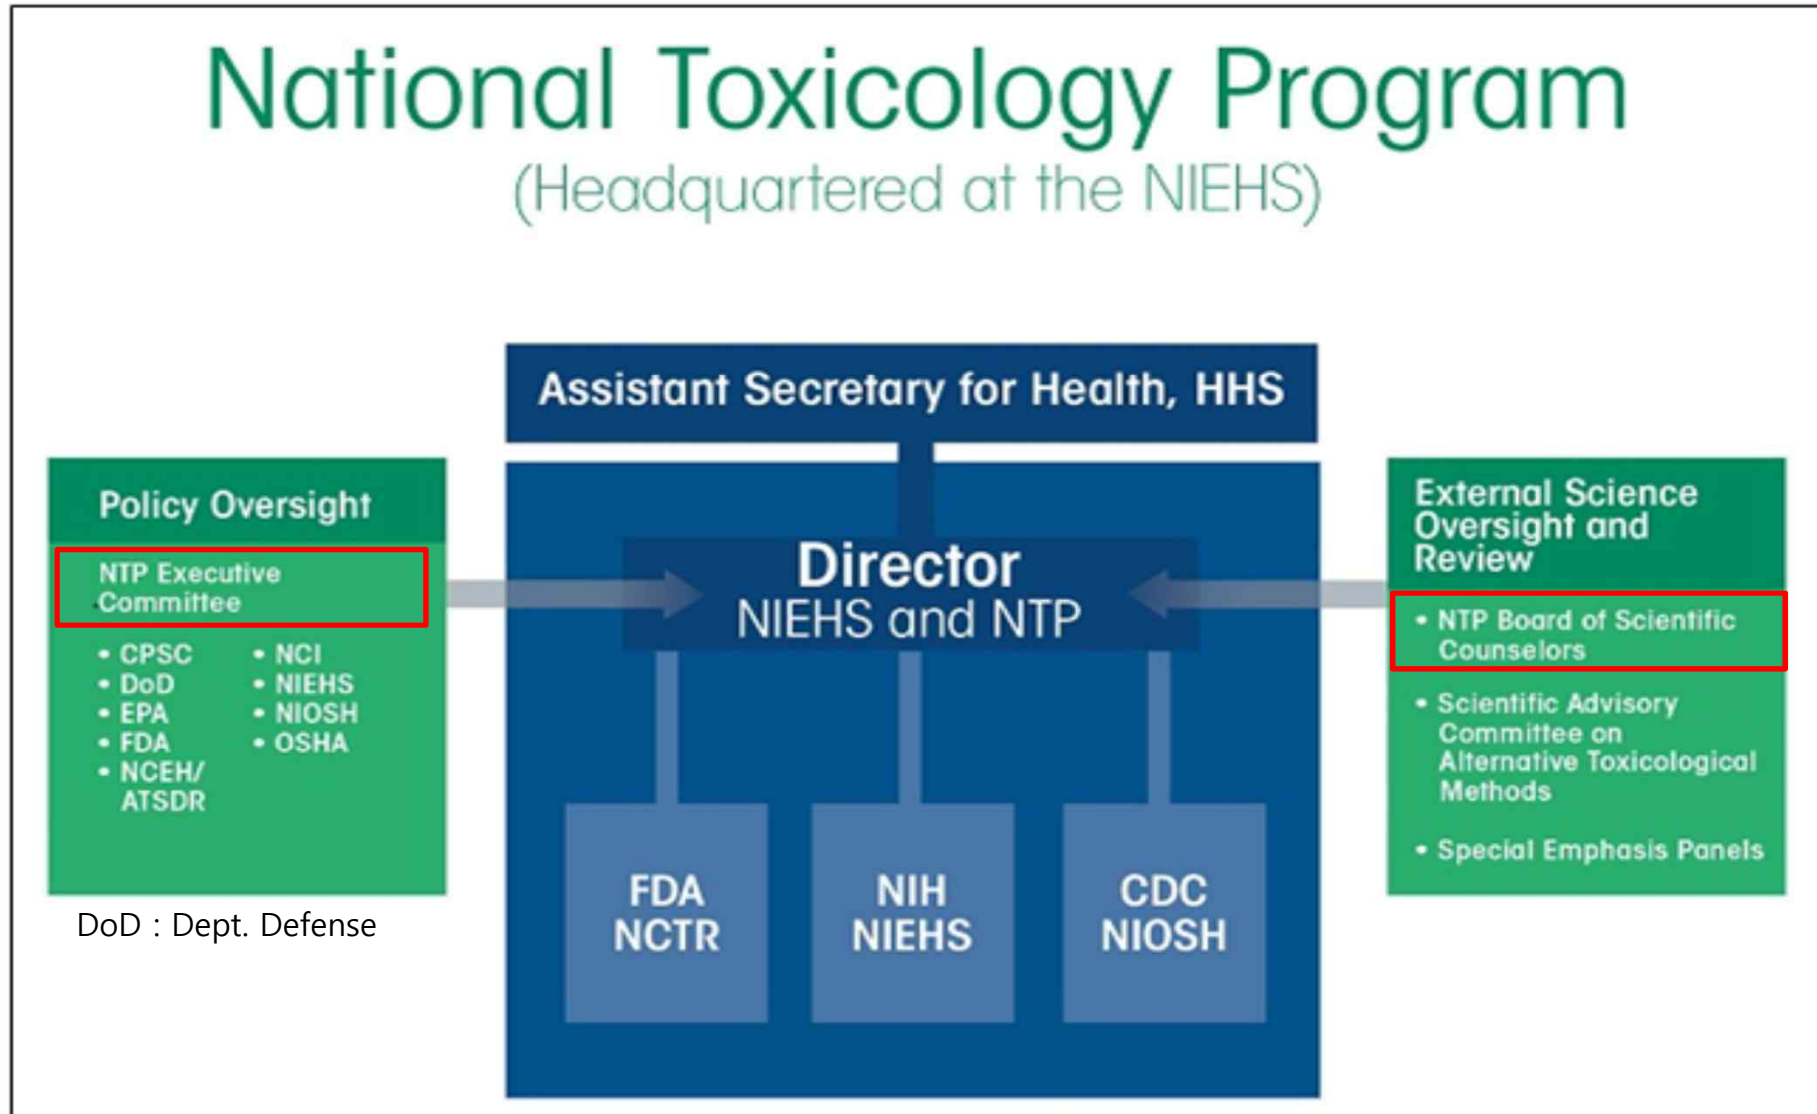 National Toxicology Program
(Headquartered at the NIEHS)
Assistant Secretary for Health, HHS
Policy Oversight
NTP Executive
Committee
• CPSC
• DoD
• EPA
• FDA
• NCEH/
ATSDR
• NCI
• NIEHS
• NIOSH
• OSHA
DoD : Dept. Defense
Director
NIEHS and NTP
FDA
NCTR
NIH
NIEHS
CDC
NIOSH
External Science
Oversight and
Review
• NTP Board of Scientific
Counselors
• Scientific Advisory
Committee on
Alternative Toxicological
Methods
• Special Emphasis Panels